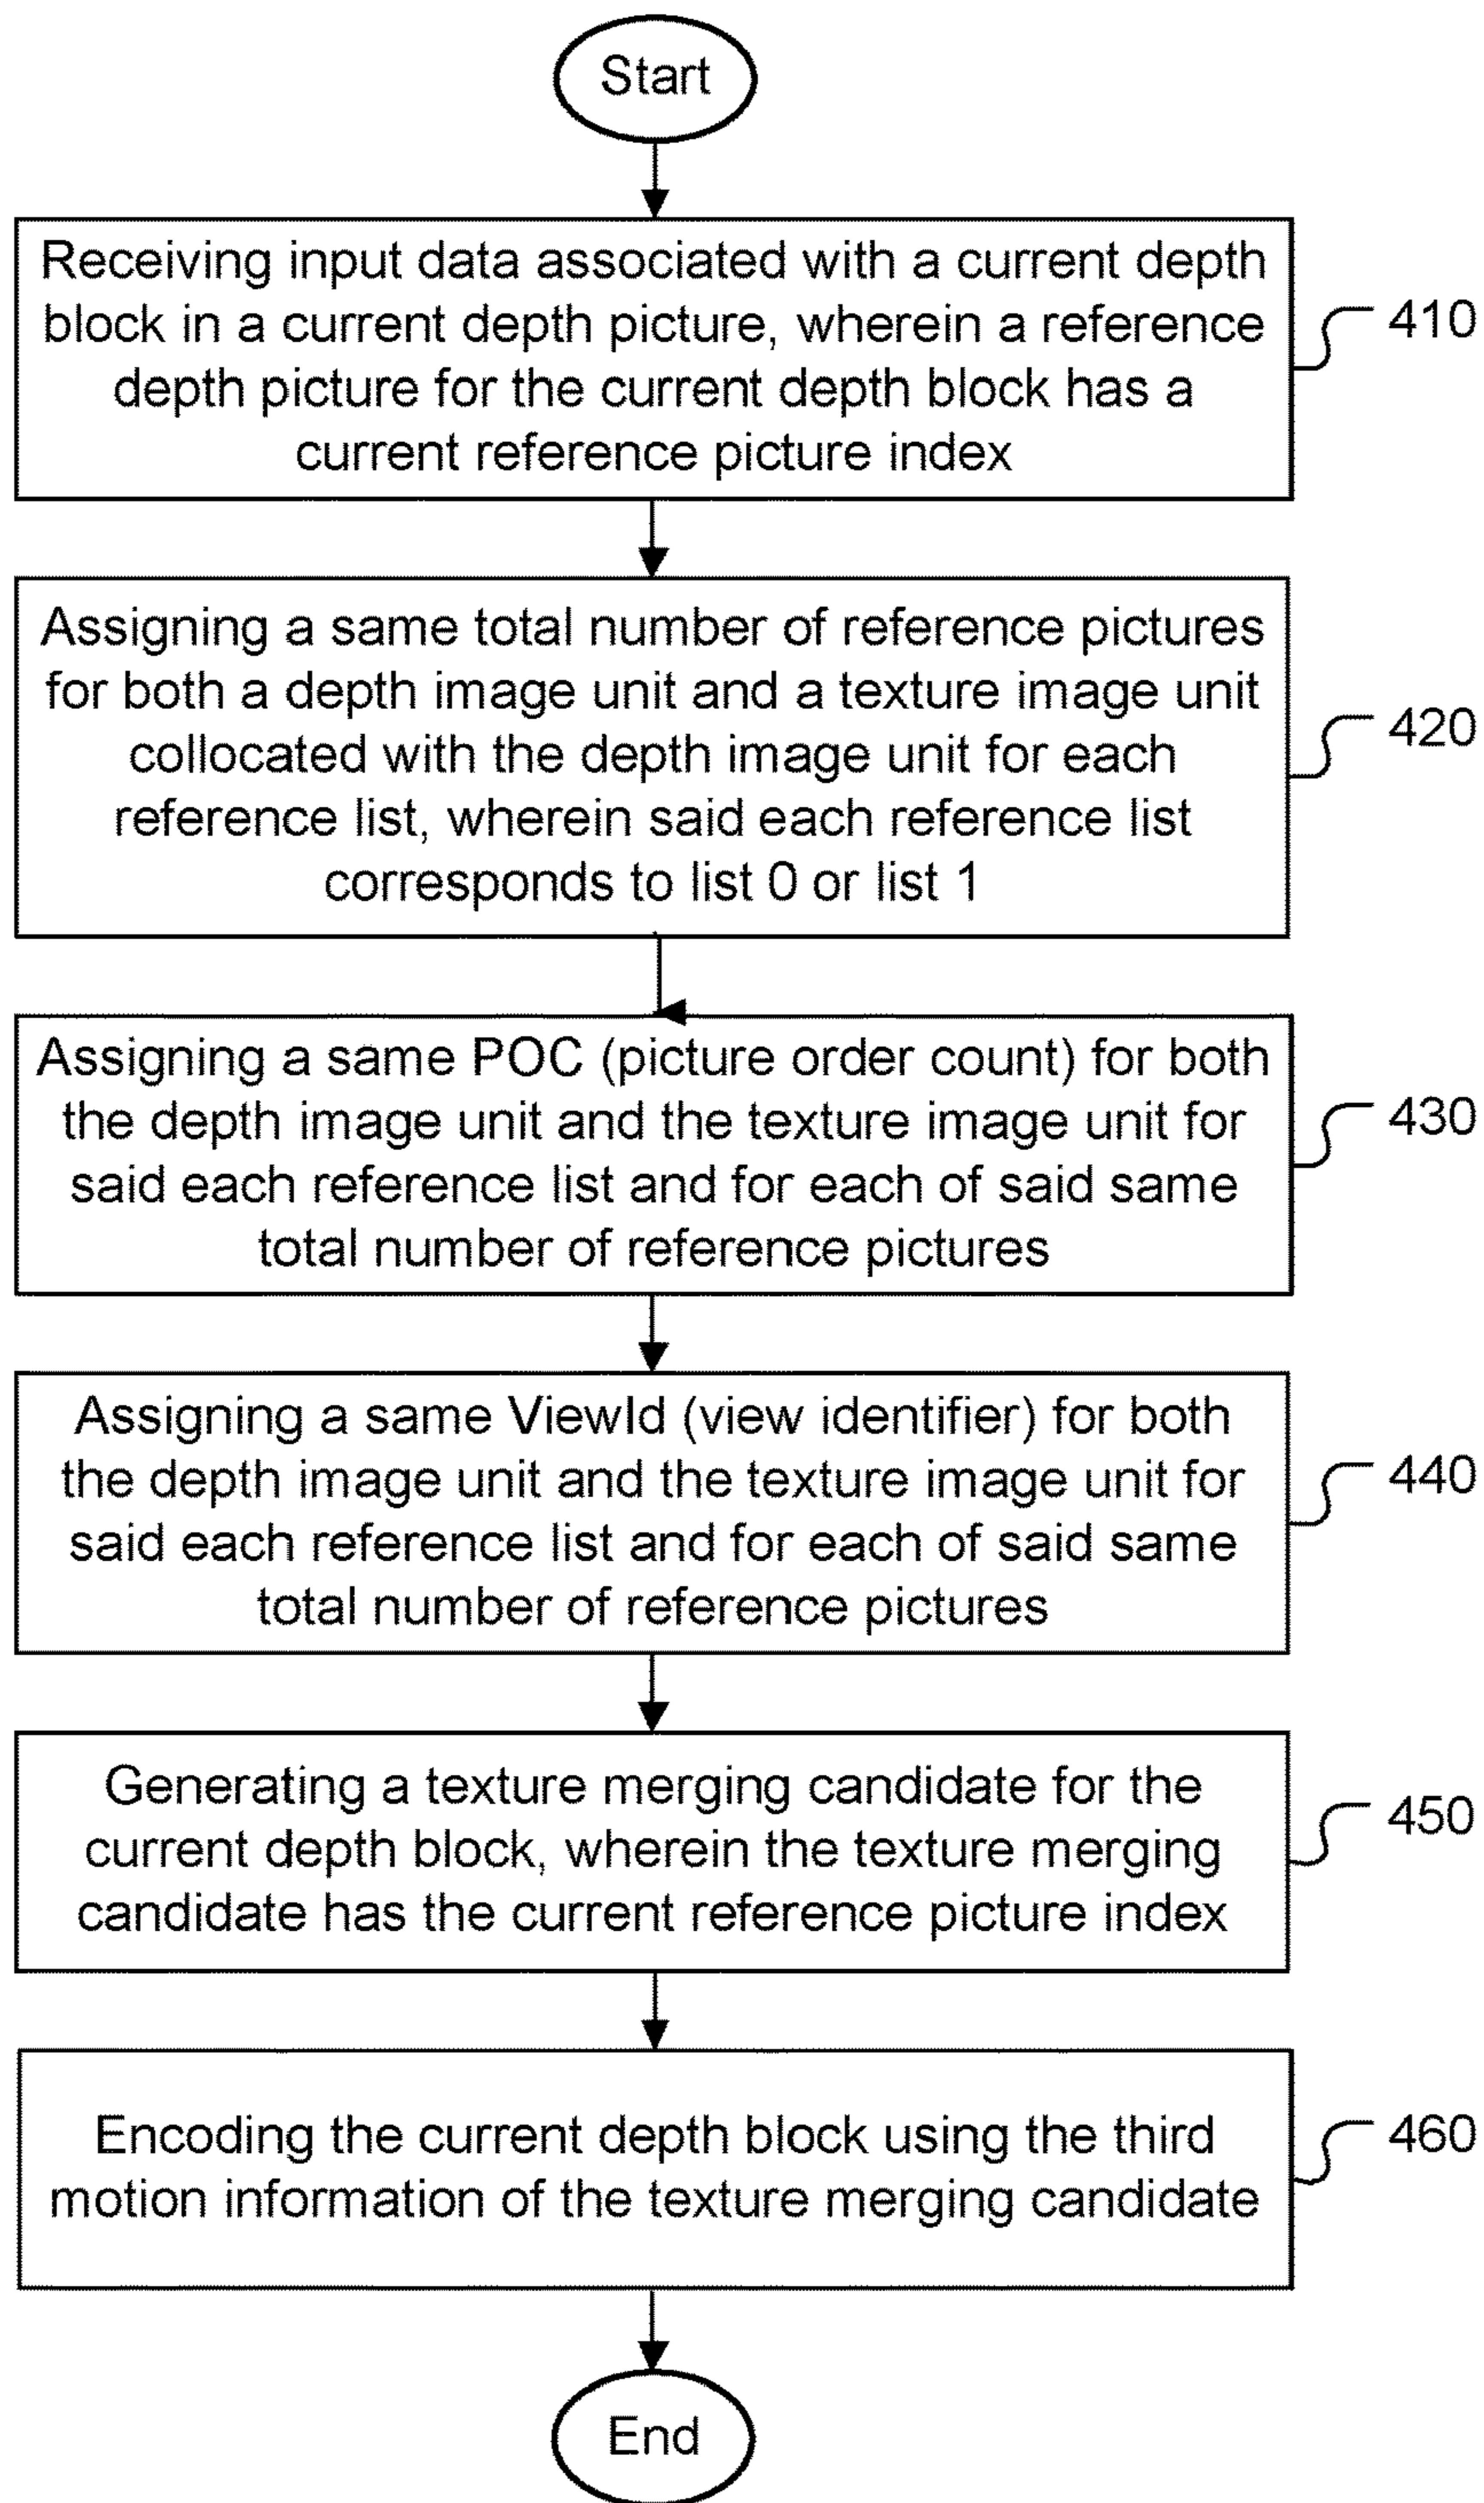 Start
Receiving input data associated with a current depth
block in a current depth picture, wherein a reference
depth picture for the current depth block has a
current reference picture index
410
Assigning a same total number of reference pictures
for both a depth image unit and a texture image unit
collocated with the depth image unit for each
reference list, wherein said each reference list
corresponds to list 0 or list 1
420
Assigning a same POC (picture order count) for both
the depth image unit and the texture image unit for
said each reference list and for each of said same
total number of reference pictures
430
Assigning a same ViewId (view identifier) for both
the depth image unit and the texture image unit for
said each reference list and for each of said same
total number of reference pictures
440
Generating a texture merging candidate for the
current depth block, wherein the texture merging
candidate has the current reference picture index
450
Encoding the current depth block using the third
motion information of the texture merging candidate
460
End